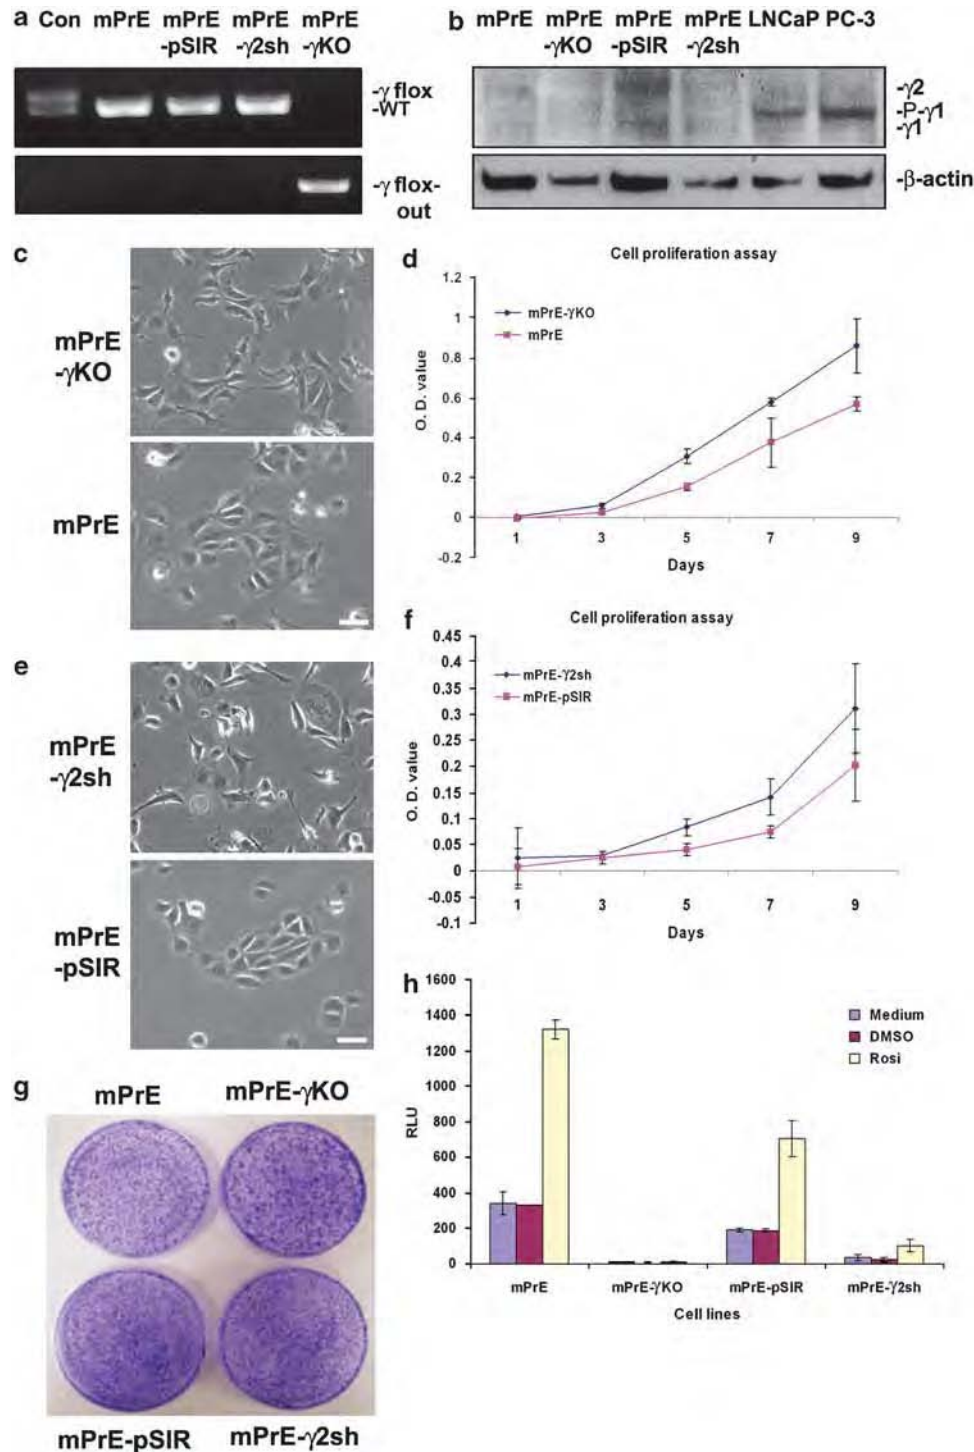 a
Con mPrE mPrE mPrE mPrE
-pSIR -γ2sh -γKO
-γ flox
-WT
-γ flox-
out
b
mPrE mPrE mPrE mPrE LNCaP PC-3
-γKO -pSIR -γ2sh
-γ2
-P-γ1
-γ1
-β-actin
c
mPrE
-γKO
mPrE
d
Cell proliferation assay
1.2
1
0.8
0.6
0.4
0.2
0
-0.2
O. D. value
mPrE-γKO
mPrE
1 3 5 7 9
Days
e
mPrE
-γ2sh
mPrE
-pSIR
f
Cell proliferation assay
0.45
0.4
0.35
0.3
0.25
0.2
0.15
0.1
0.05
0
-0.05
-0.1
O. D. value
mPrE-γ2sh
mPrE-pSIR
1 3 5 7 9
Days
g
mPrE mPrE-γKO
mPrE-pSIR mPrE-γ2sh
h
1600
1400
1200
1000
800
600
400
200
0
RLU
Medium
DMSO
Rosi
mPrE mPrE-γKO mPrE-pSIR mPrE-γ2sh
Cell lines